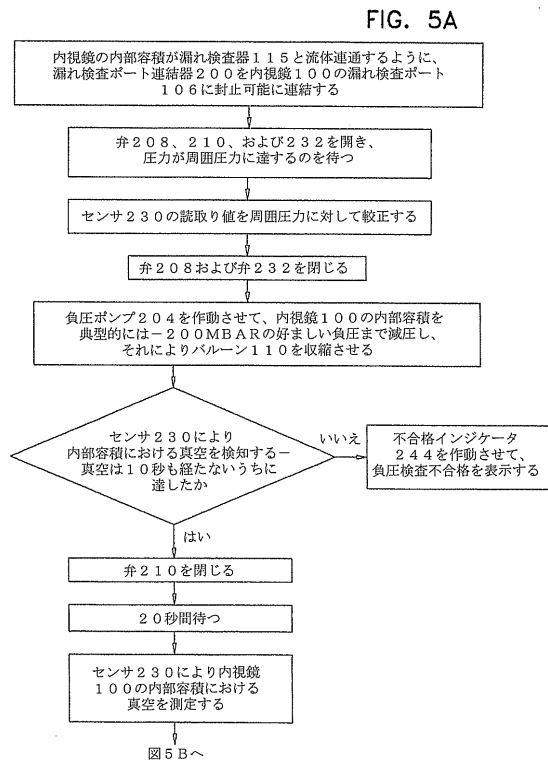 FIG. 5A
内視鏡の内部容積が漏れ検査器115と流体連通するように、
漏れ検査ポート連結器200を内視鏡100の漏れ検査ポート
106に封止可能に連結する
弁208、210、および232を開き、
圧力が周囲圧力に達するのを待つ
センサ230の読取り値を周囲圧力に対して較正する
弁208および弁232を閉じる
負圧ポンプ204を作動させて、内視鏡100の内部容積を
典型的には－200MBARの好ましい負圧まで減圧し、
それによりバルーン110を収縮させる
センサ230により
内部容積における真空を検知する－
真空は10秒も経たないうちに
達したか
いいえ
不合格インジケータ
244を作動させて、
負圧検査不合格を表示する
はい
弁210を閉じる
20秒間待つ
センサ230により内視鏡
100の内部容積における
真空を測定する
図5Bへ